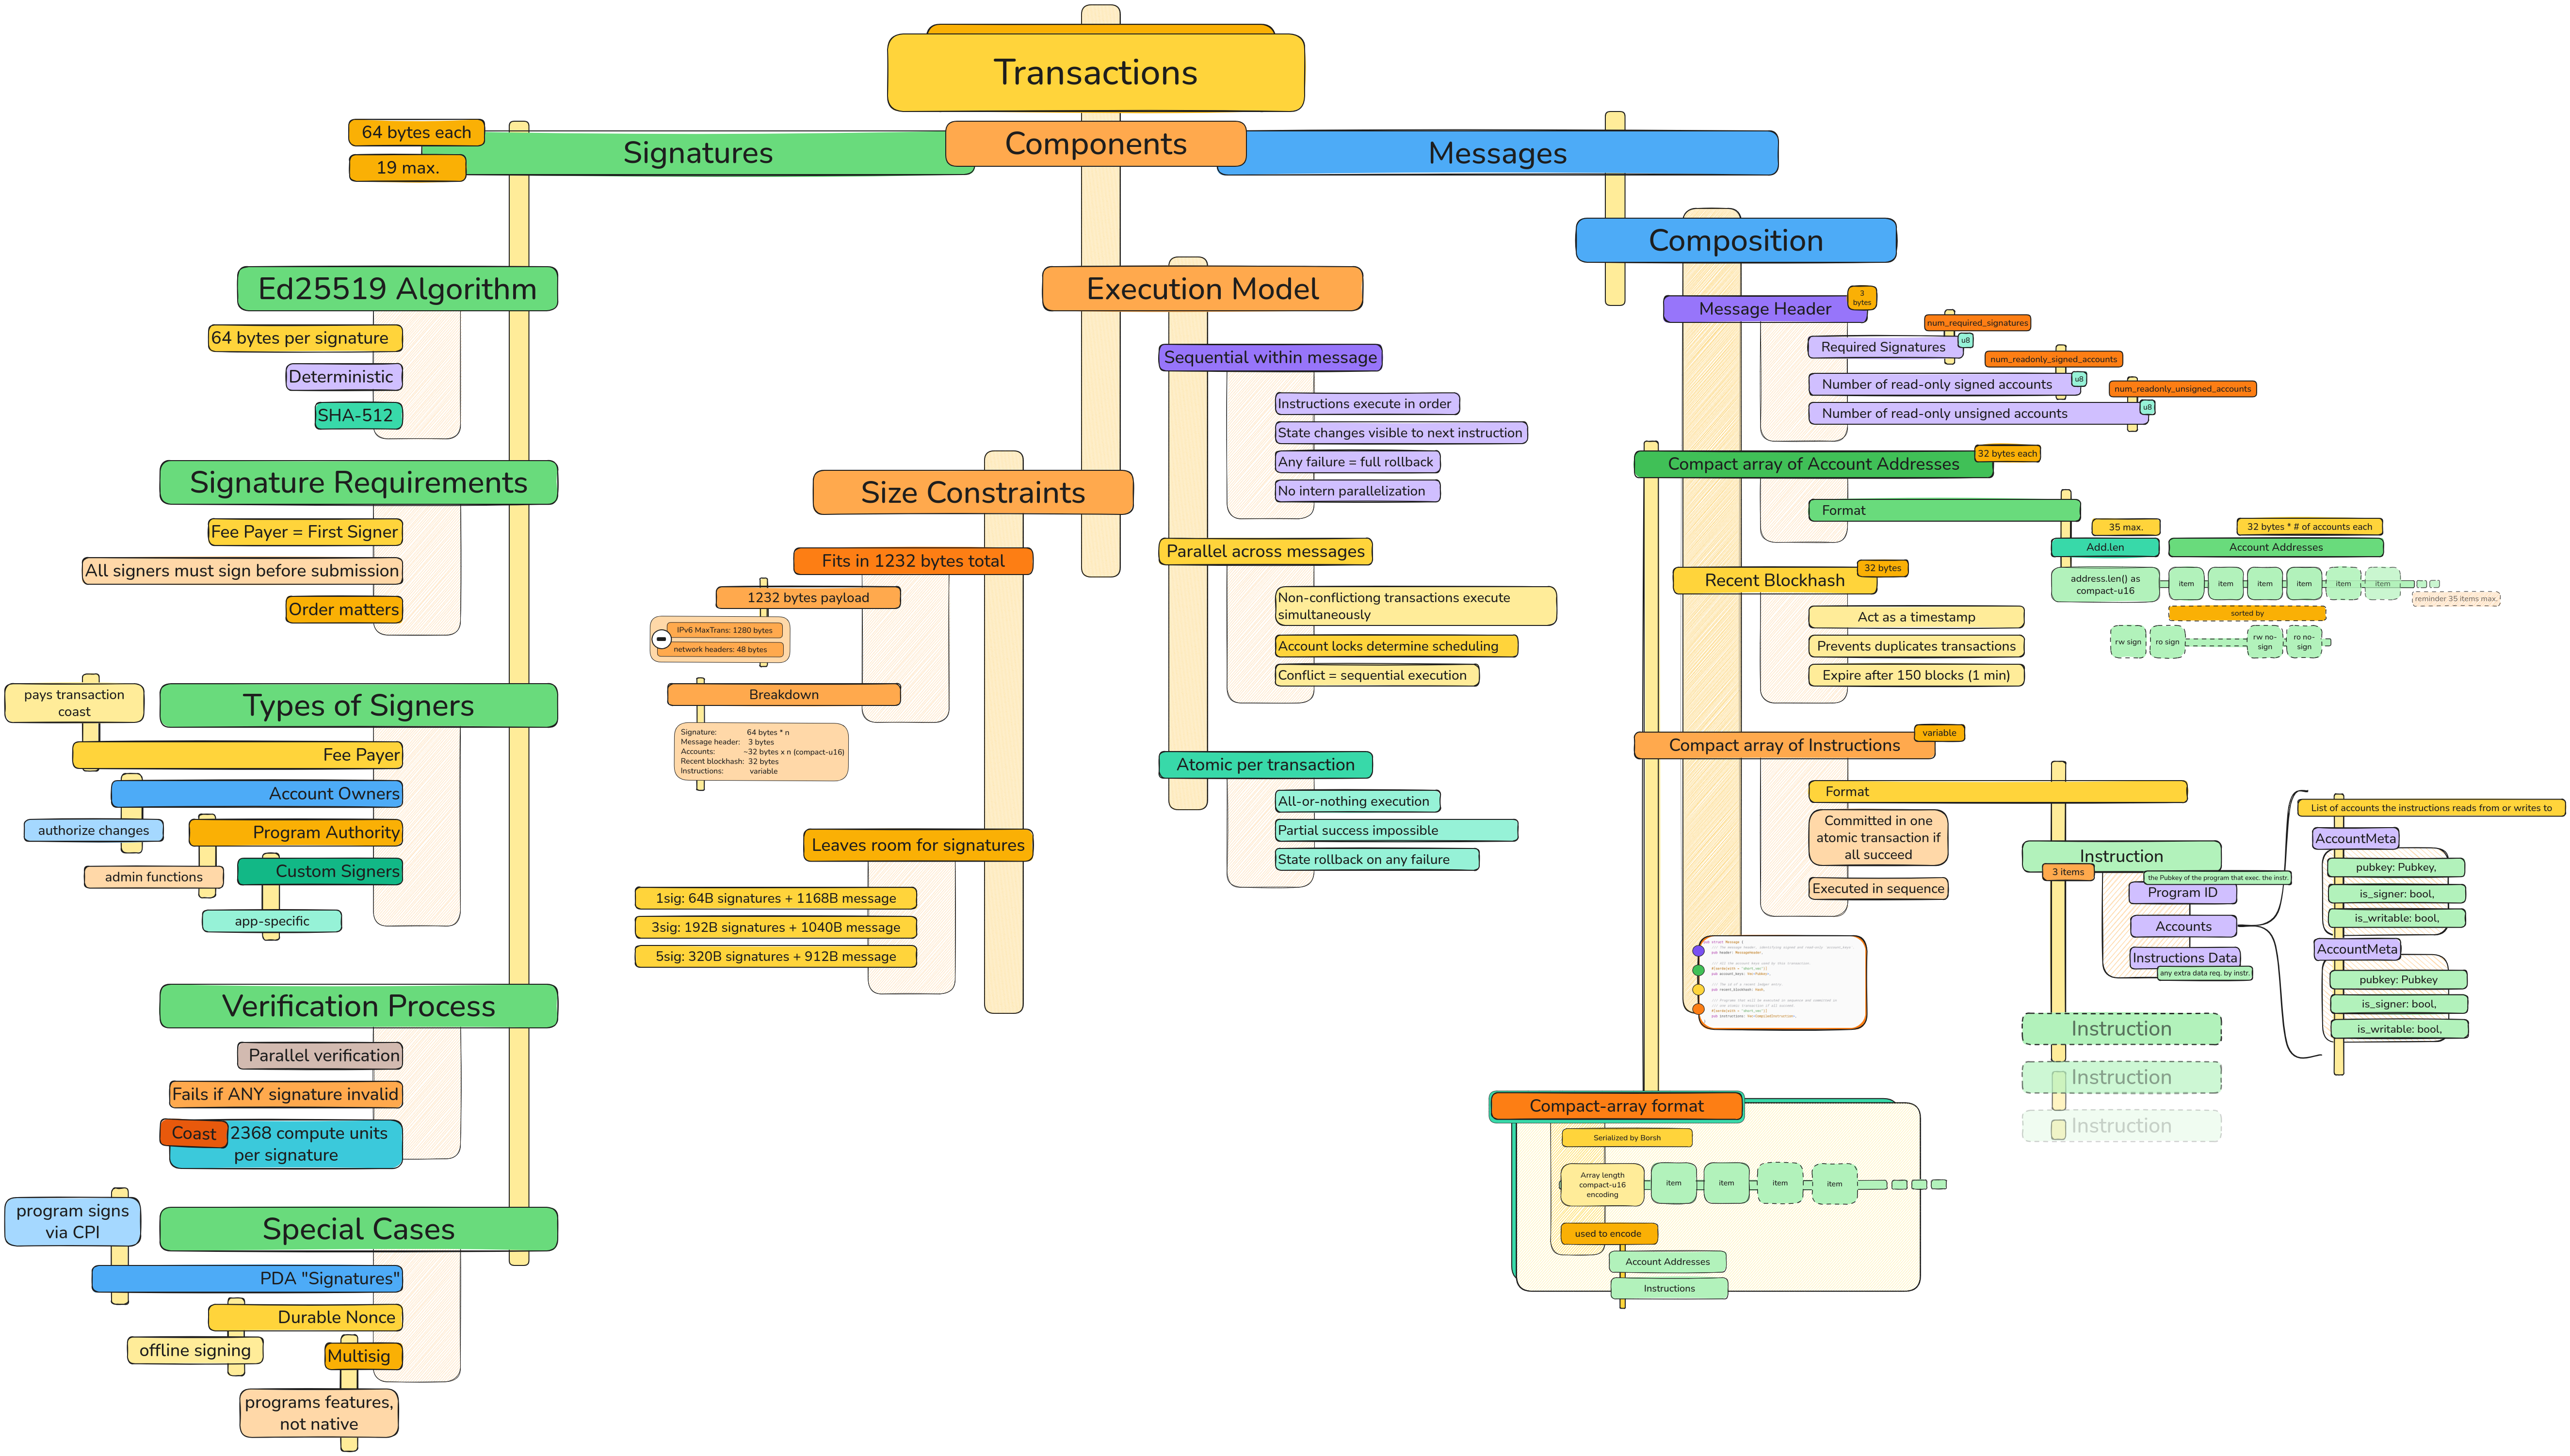 Transactions
Components
64 bytes each
19 max.
Signatures
Messages
Ed25519 Algorithm
64 bytes per signature
Deterministic
SHA-512
Signature Requirements
Fee Payer = First Signer
All signers must sign before submission
Order matters
Types of Signers
pays transaction
coast
Fee Payer
Account Owners
authorize changes
Program Authority
admin functions
Custom Signers
app-specific
Verification Process
Parallel verification
Fails if ANY signature invalid
Coast
2368 compute units
per signature
Special Cases
program signs
via CPI
PDA "Signatures"
Durable Nonce
offline signing
Multisig
programs features,
not native
Size Constraints
Fits in 1232 bytes total
1232 bytes payload
IPv6 MaxTrans: 1280 bytes
network headers: 48 bytes
Breakdown
Signature: 64 bytes * n
Message header: 3 bytes
Accounts: ~32 bytes x n (compact-u16)
Recent blockhash: 32 bytes
Instructions: variable
Leaves room for signatures
1sig: 64B signatures + 1168B message
3sig: 192B signatures + 1040B message
5sig: 320B signatures + 912B message
Execution Model
Sequential within message
Instructions execute in order
State changes visible to next instruction
Any failure = full rollback
No intern parallelization
Parallel across messages
Non-conflictiong transactions execute
simultaneously
Account locks determine scheduling
Conflict = sequential execution
Atomic per transaction
All-or-nothing execution
Partial success impossible
State rollback on any failure
Composition
Message Header
3
bytes
num_required_signatures
Required Signatures
u8
num_readonly_signed_accounts
Number of read-only signed accounts
u8
num_readonly_unsigned_accounts
Number of read-only unsigned accounts
u8
Compact array of Account Addresses
32 bytes each
Format
35 max.
32 bytes * # of accounts each
Add.len
Account Addresses
address.len() as
compact-u16
item
item
item
item
item
item
reminder 35 items max.
sorted by
rw sign
ro sign
rw no-
sign
ro no-
sign
Recent Blockhash
32 bytes
Act as a timestamp
Prevents duplicates transactions
Expire after 150 blocks (1 min)
Compact array of Instructions
variable
Format
Committed in one
atomic transaction if
all succeed
Executed in sequence
Instruction
3 items
the Pubkey of the program that exec. the instr.
Program ID
Accounts
Instructions Data
any extra data req. by instr.
Instruction
Instruction
Instruction
List of accounts the instructions reads from or writes to
AccountMeta
pubkey: Pubkey,
is_signer: bool,
is_writable: bool,
AccountMeta
pubkey: Pubkey
is_signer: bool,
is_writable: bool,
Compact-array format
Serialized by Borsh
Array length
compact-u16
encoding
item
item
item
item
used to encode
Account Addresses
Instructions